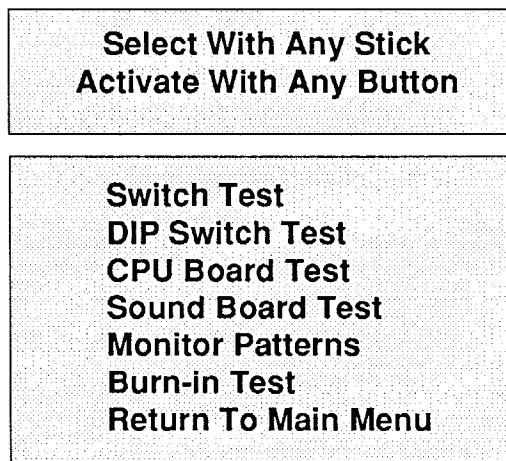 Select With Any Stick
Activate With Any Button
Switch Test
DIP Switch Test
CPU Board Test
Sound Board Test
Monitor Patterns
Burn-in Test
Return To Main Menu